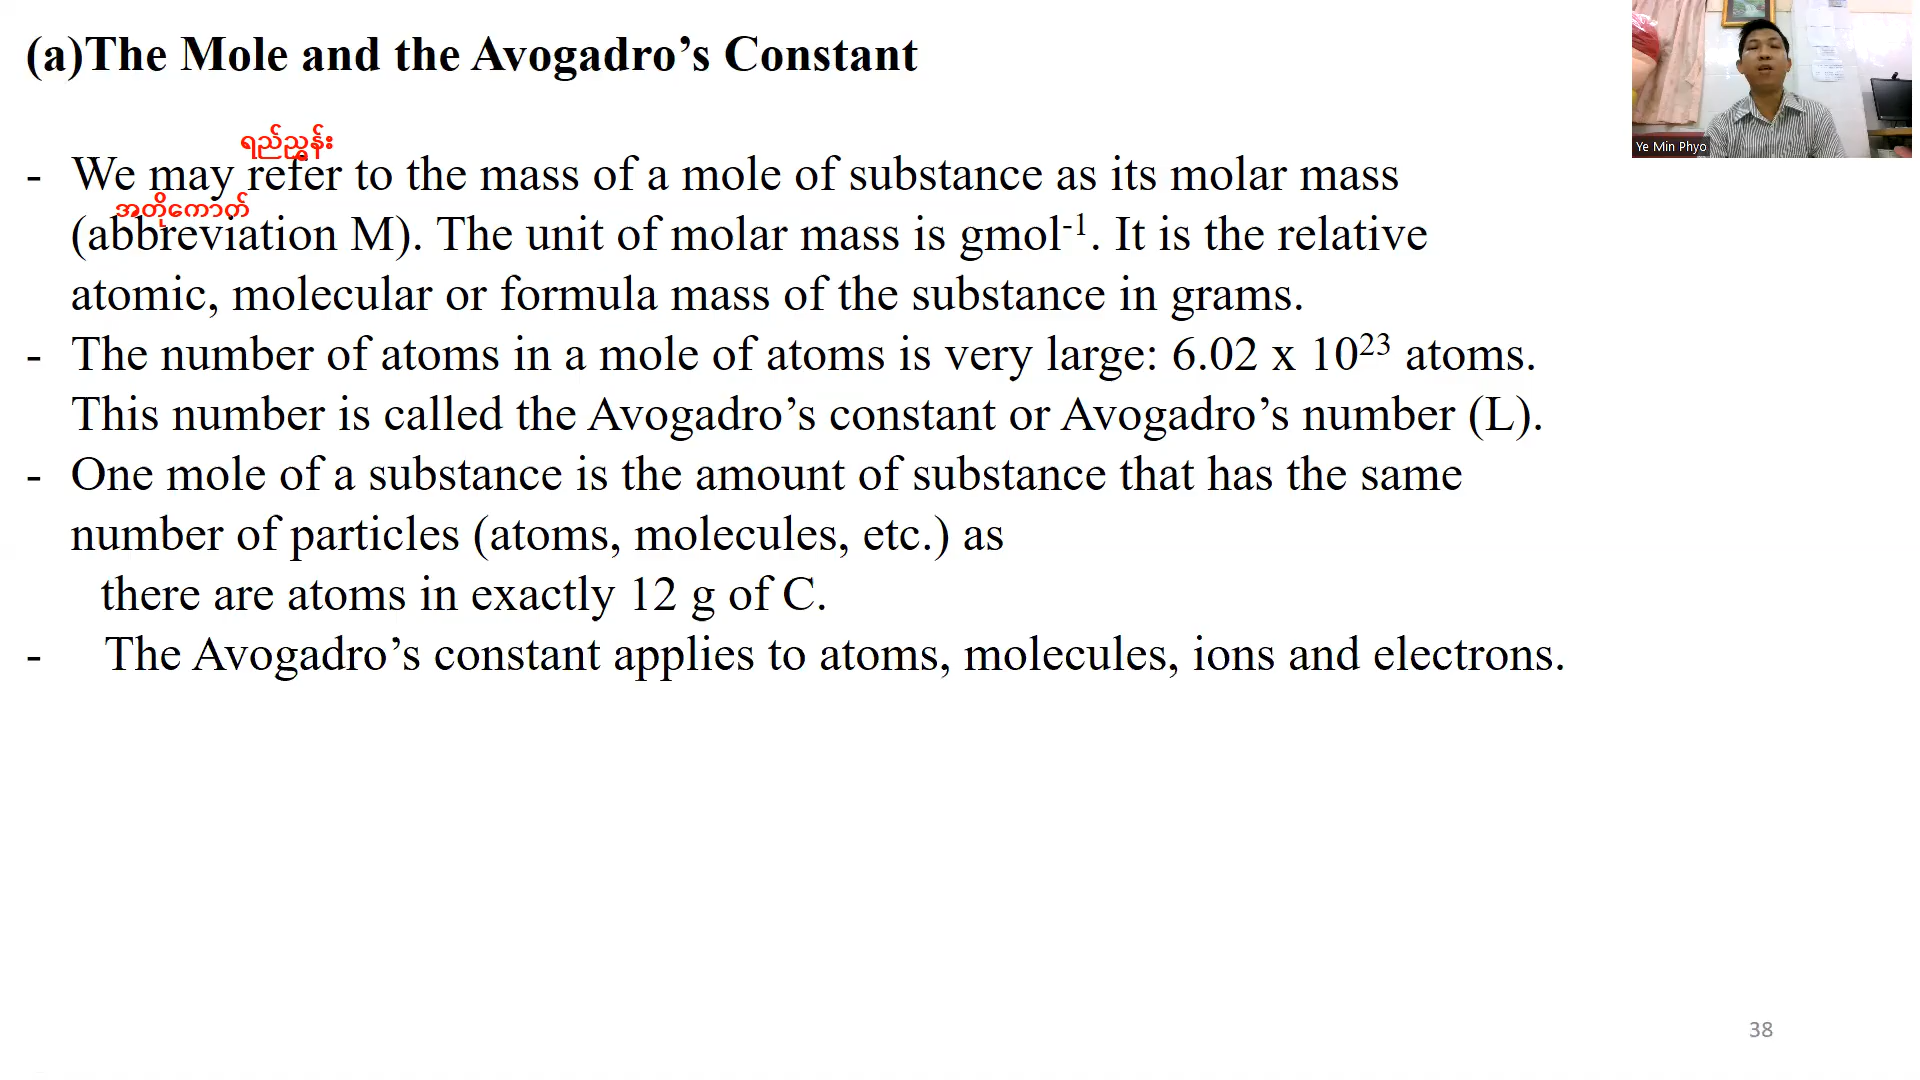 (a)The Mole and the Avogadro’s Constant
ရည်ညွှန်း
- We may refer to the mass of a mole of substance as its molar mass
အတိုကောက်
(abbreviation M). The unit of molar mass is gmol⁻¹. It is the relative
atomic, molecular or formula mass of the substance in grams.
- The number of atoms in a mole of atoms is very large: 6.02 x 10²³ atoms.
This number is called the Avogadro’s constant or Avogadro’s number (L).
- One mole of a substance is the amount of substance that has the same
number of particles (atoms, molecules, etc.) as
there are atoms in exactly 12 g of C.
- The Avogadro’s constant applies to atoms, molecules, ions and electrons.
Ye Min Phyo
38